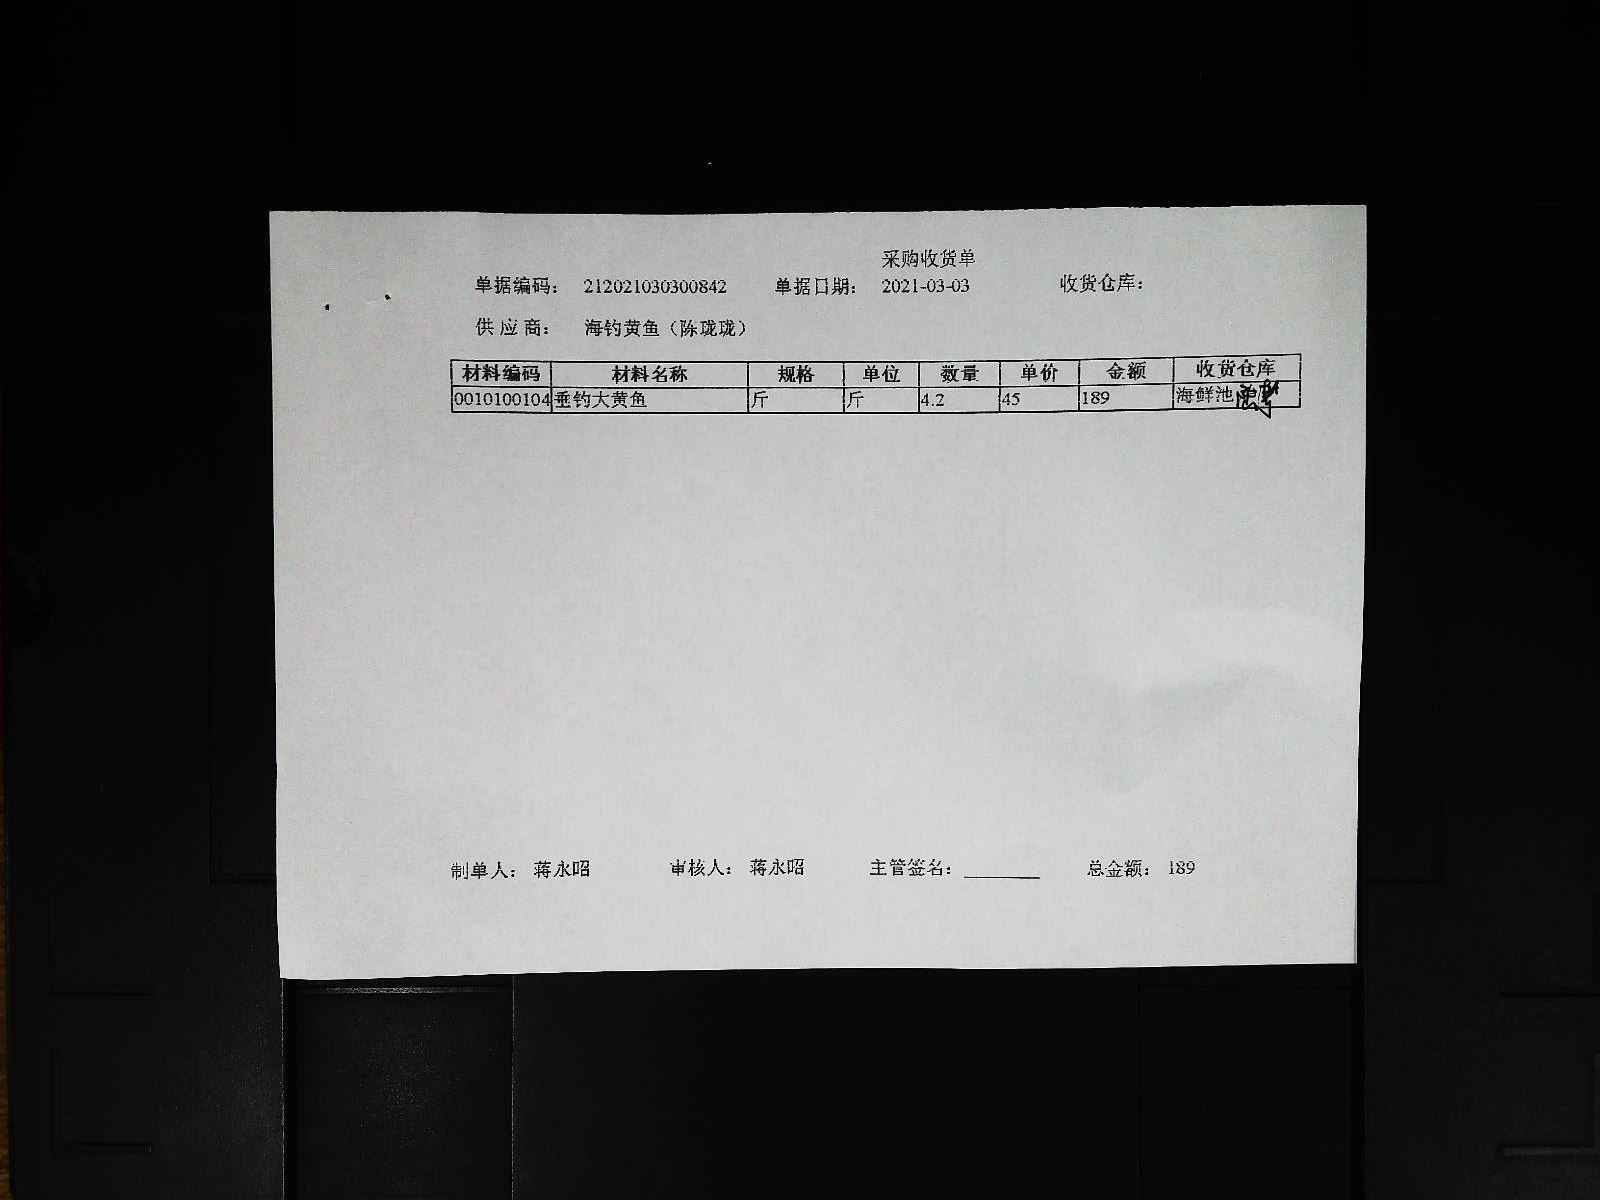 采购收货单
单据编码： 212021030300842 单据日期： 2021-03-03 收货仓库：
供应商： 海钓黄鱼（陈珑珑）
材料编码 材料名称 规格 单位 数量 单价 金额 收货仓库
0010100104 垂钓大黄鱼 斤 斤 4.2 45 189 海鲜池
制单人： 蒋永昭 审核人： 蒋永昭 主管签名： 总金额： 189